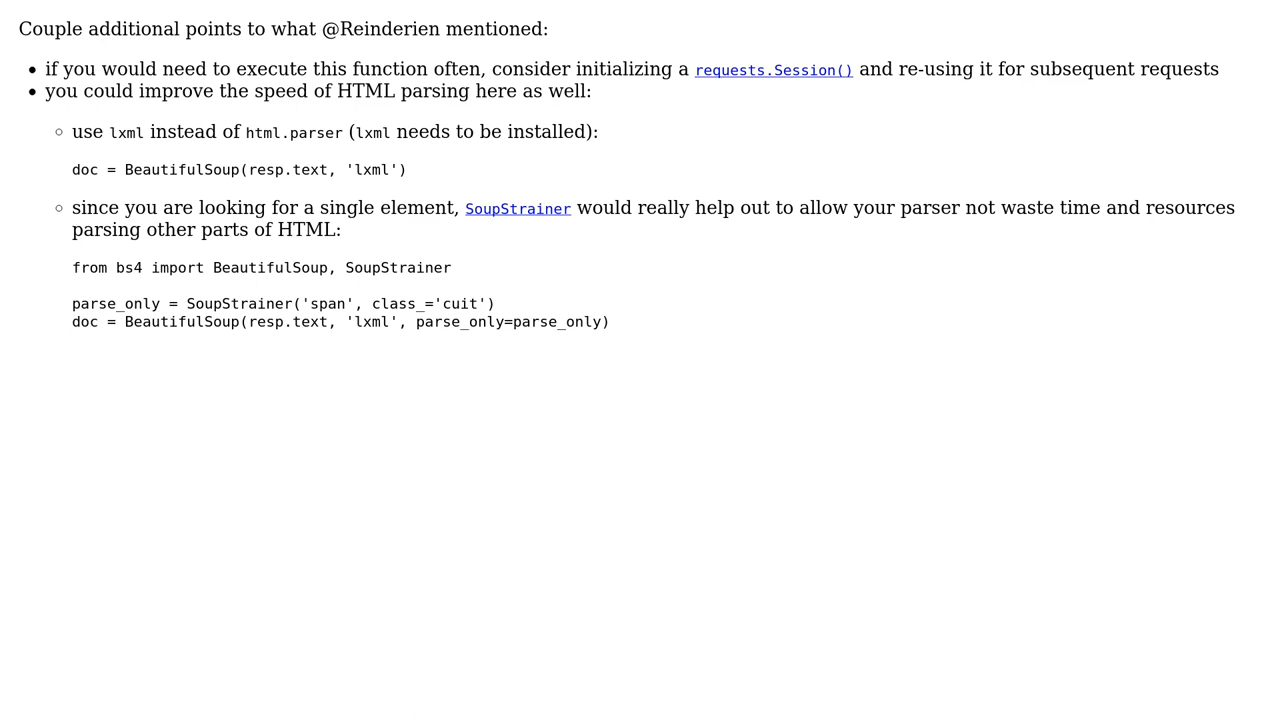 Couple additional points to what @Reinderien mentioned:
if you would need to execute this function often, consider initializing a requests.Session() and re-using it for subsequent requests
you could improve the speed of HTML parsing here as well:
use lxml instead of html.parser (lxml needs to be installed):
doc = BeautifulSoup(resp.text, 'lxml')
since you are looking for a single element, SoupStrainer would really help out to allow your parser not waste time and resources
parsing other parts of HTML:
from bs4 import BeautifulSoup, SoupStrainer
parse_only = SoupStrainer('span', class_='cuit')
doc = BeautifulSoup(resp.text, 'lxml', parse_only=parse_only)